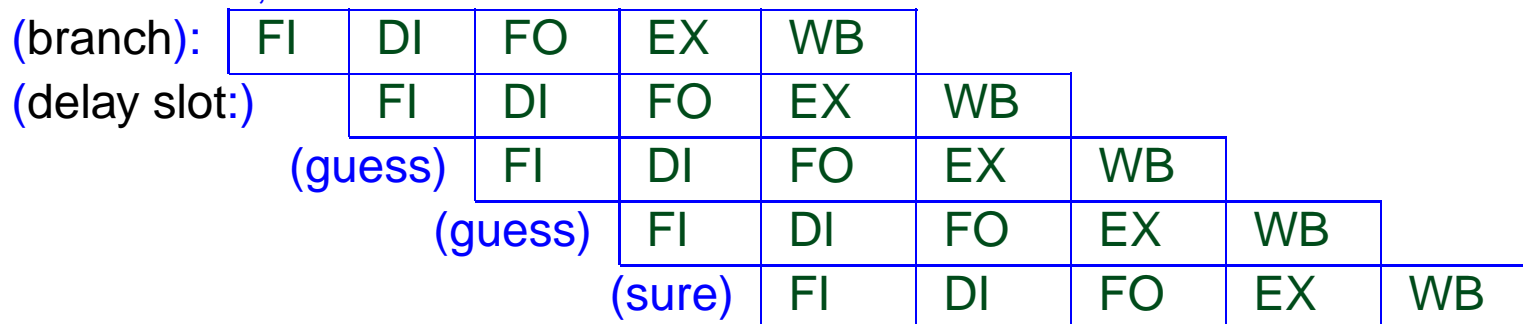 (branch): FI DI FO EX WB
(delay slot:) FI DI FO EX WB
(guess) FI DI FO EX WB
(guess) FI DI FO EX WB
(sure) FI DI FO EX WB